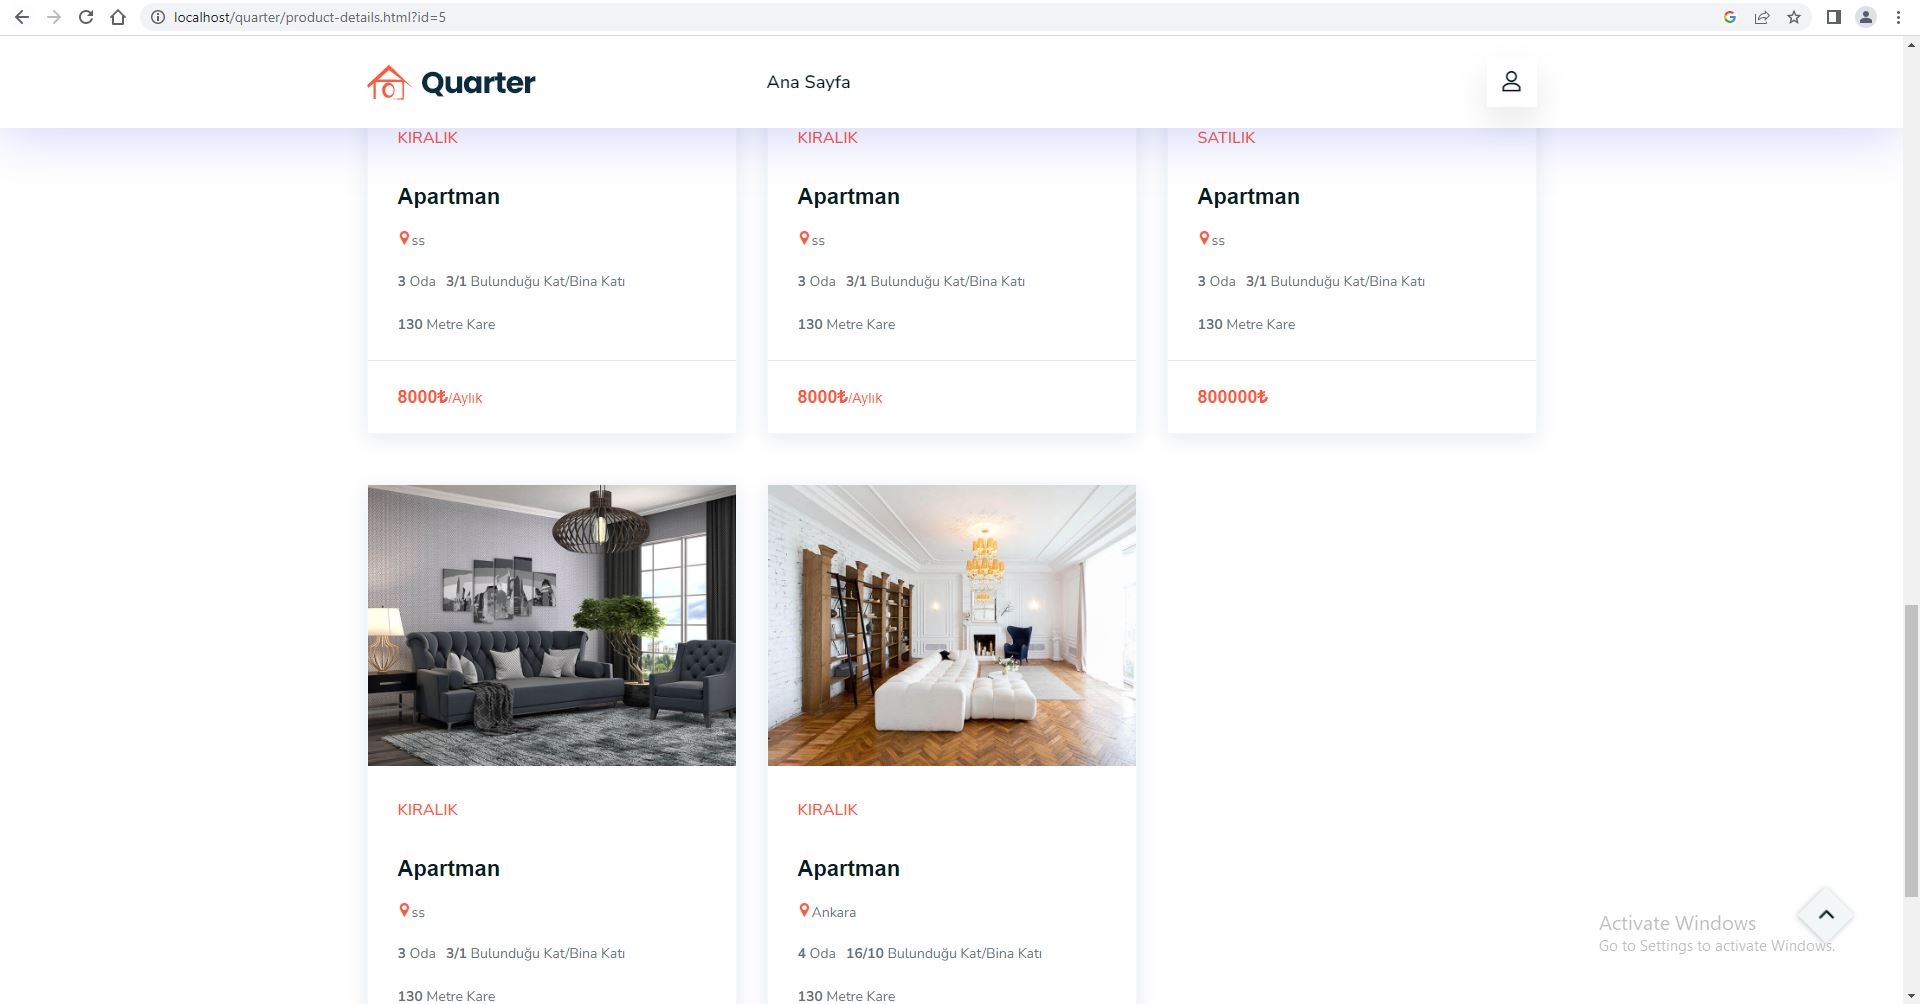 localhost/quarter/product-details.html?id=5
Quarter
Ana Sayfa
KIRALIK
Apartman
ss
3 Oda 3/1 Bulunduğu Kat/Bina Katı
130 Metre Kare
8000₺/Aylık
KIRALIK
Apartman
ss
3 Oda 3/1 Bulunduğu Kat/Bina Katı
130 Metre Kare
8000₺/Aylık
SATILIK
Apartman
ss
3 Oda 3/1 Bulunduğu Kat/Bina Katı
130 Metre Kare
800000₺
KIRALIK
Apartman
ss
3 Oda 3/1 Bulunduğu Kat/Bina Katı
130 Metre Kare
KIRALIK
Apartman
Ankara
4 Oda 16/10 Bulunduğu Kat/Bina Katı
130 Metre Kare
Activate Windows
Go to Settings to activate Windows.